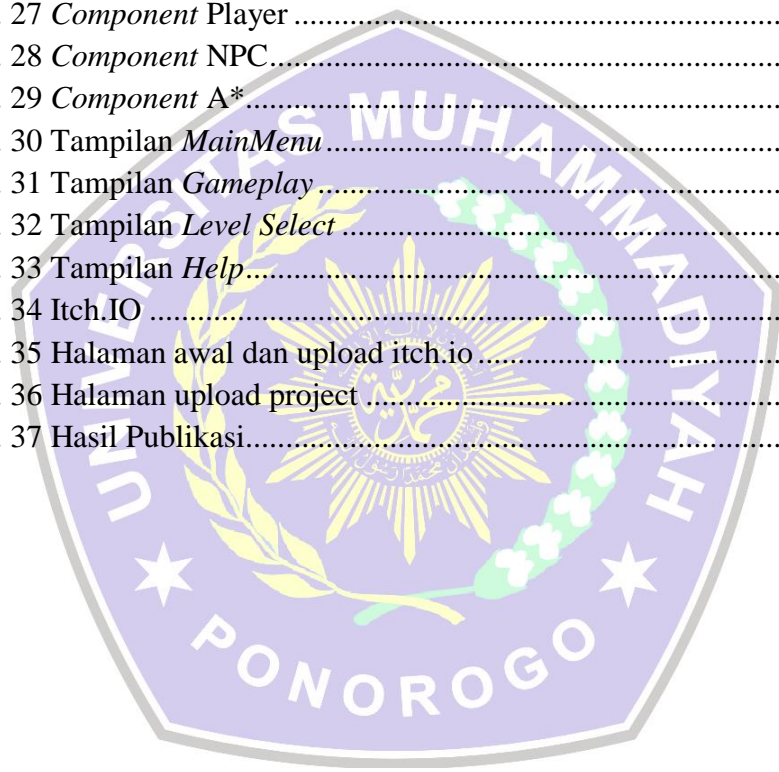 . 27 Component Player ........................................................................
. 28 Component NPC........................................................................
. 29 Component A*........................................................................
. 30 Tampilan MainMenu ........................................................................
. 31 Tampilan Gameplay ........................................................................
. 32 Tampilan Level Select ........................................................................
. 33 Tampilan Help........................................................................
. 34 Itch.IO ........................................................................
. 35 Halaman awal dan upload itch.io ........................................................................
. 36 Halaman upload project ........................................................................
. 37 Hasil Publikasi........................................................................
UNIVERSITAS MUHAMMADIYAH
PONOROGO